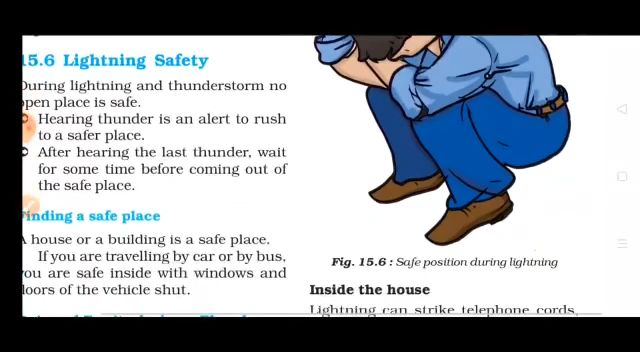 15.6 Lightning Safety
During lightning and thunderstorm no
open place is safe.
Hearing thunder is an alert to rush
to a safer place.
After hearing the last thunder, wait
for some time before coming out of
the safe place.
Finding a safe place
A house or a building is a safe place.
If you are travelling by car or by bus,
you are safe inside with windows and
doors of the vehicle shut.
Fig. 15.6 : Safe position during lightning
Inside the house
Lightning can strike telephone cords,